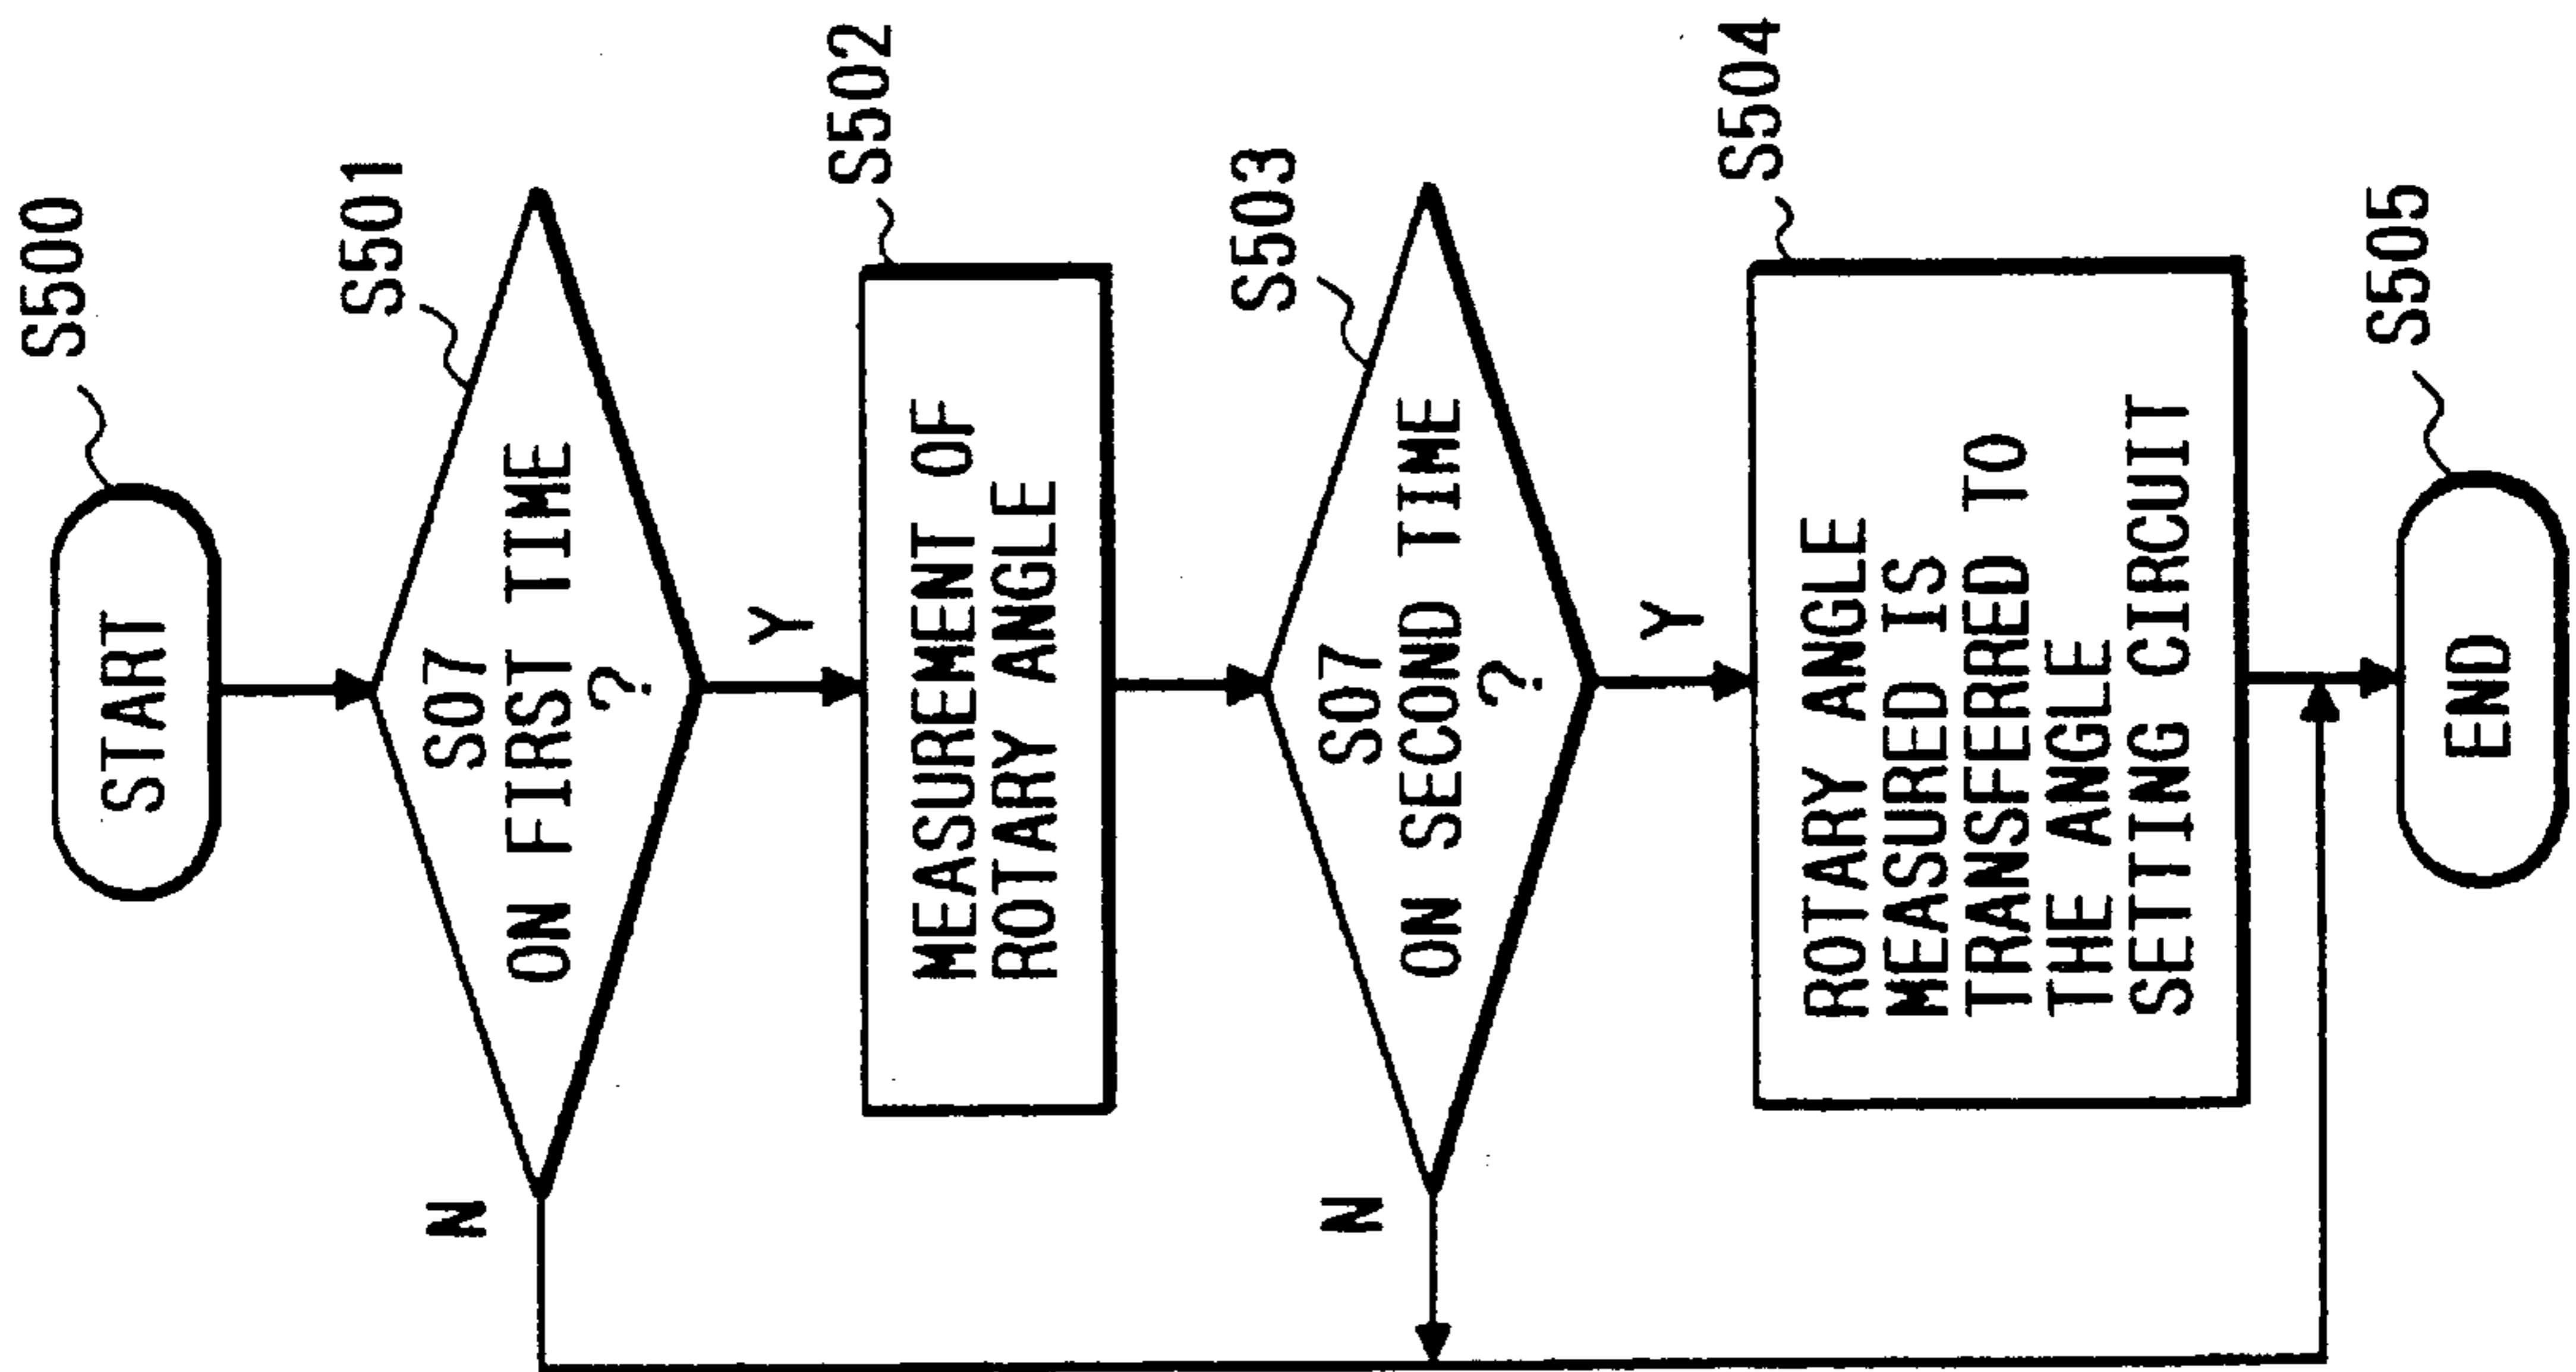 START
S500
S07
ON FIRST TIME
?
S501
N
Y
MEASUREMENT OF
ROTARY ANGLE
S502
S07
ON SECOND TIME
?
S503
N
Y
ROTARY ANGLE
MEASURED IS
TRANSFERRED TO
THE ANGLE
SETTING CIRCUIT
S504
END
S505